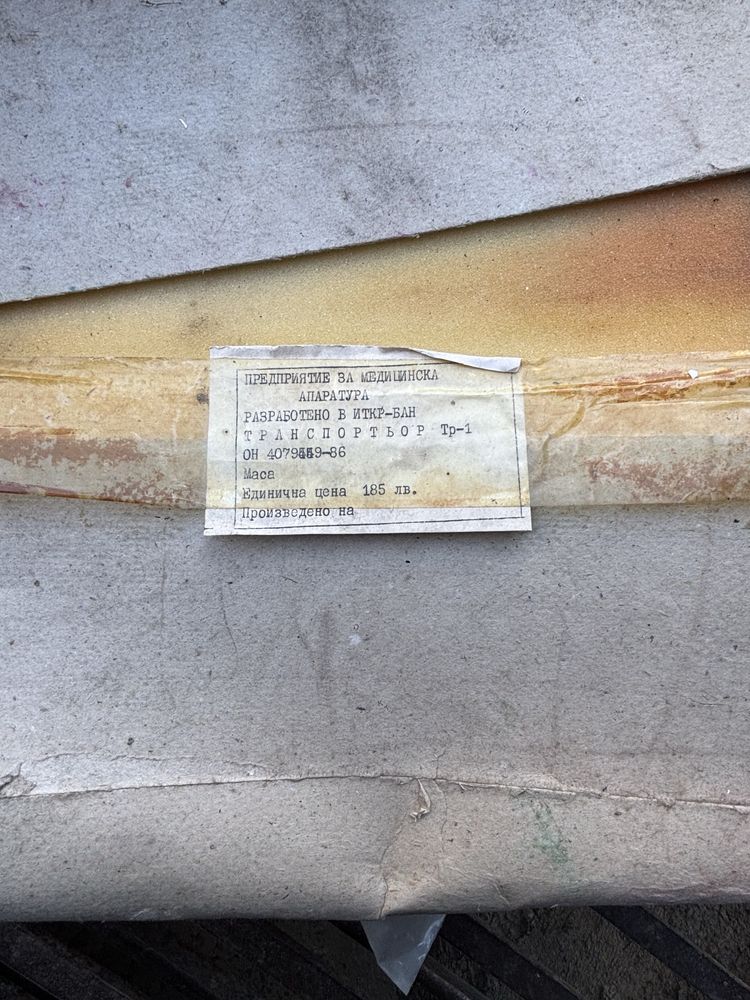 ПРЕДПРИЯТИЕ ЗА МЕДИЦИНСКА
АПАРАТУРА
РАЗРАБОТЕНО В ИТКР-БАН
ТРАНСПОРТЬОР Тр-1
ОН
Маса
Единична цена 185 лв.
Произведено на